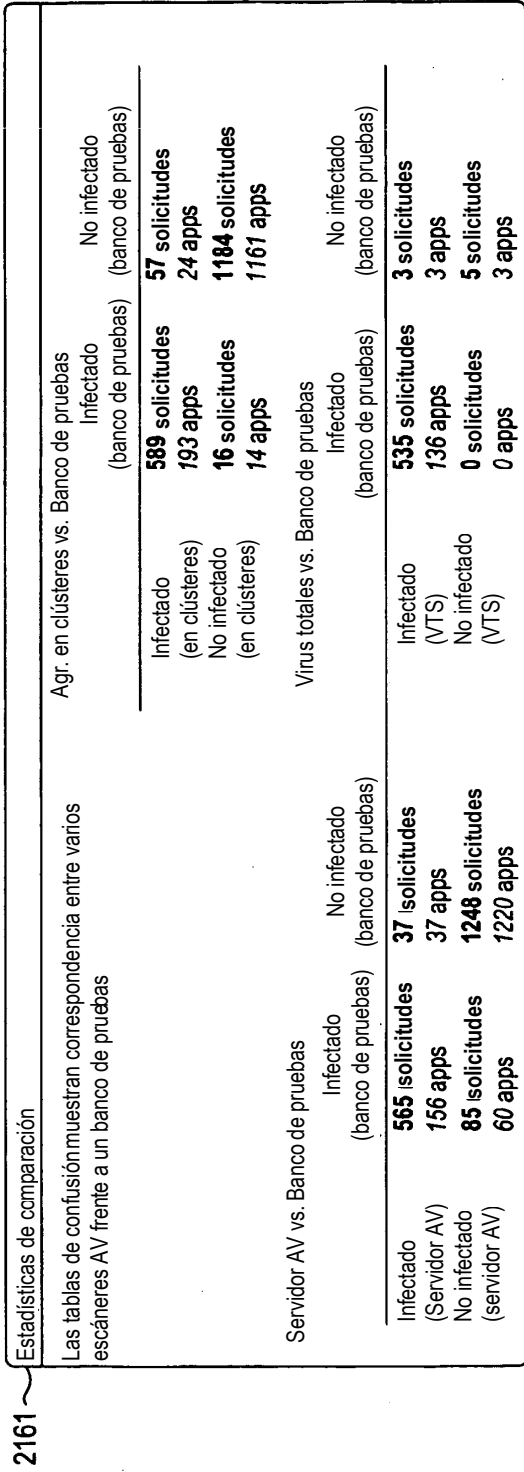 2161
Estadísticas de comparación
Las tablas de confusión muestran correspondencia entre varios
escáneres AV frente a un banco de pruebas
Agr. en clústeres vs. Banco de pruebas
Infectado No infectado
(banco de pruebas) (banco de pruebas)
Infectado 589 solicitudes 57 solicitudes
(en clústeres) 193 apps 24 apps
No infectado 16 solicitudes 1184 solicitudes
(en clústeres) 14 apps 1161 apps
Servidor AV vs. Banco de pruebas
Infectado No infectado
(banco de pruebas) (banco de pruebas)
Infectado 565 solicitudes 37 solicitudes
(Servidor AV) 156 apps 37 apps
No infectado 85 solicitudes 1248 solicitudes
(servidor AV) 60 apps 1220 apps
Virus totales vs. Banco de pruebas
Infectado No infectado
(banco de pruebas) (banco de pruebas)
Infectado 535 solicitudes 3 solicitudes
(VTS) 136 apps 3 apps
No infectado 0 solicitudes 5 solicitudes
(VTS) 0 apps 3 apps